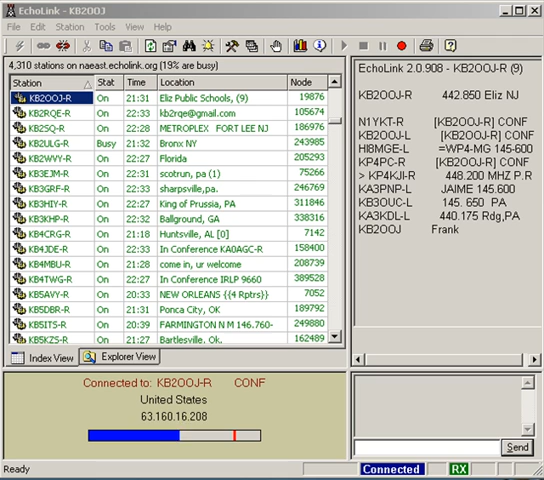 EchoLink - KB2OOJ
File Edit Station Tools View Help
4,310 stations on naeast.echolink.org (19% are busy)
Station Stat Time Location Node
KB2OOJ-R On 21:31 Eliz Public Schools, (9) 19876
KB2RQE-R On 22:33 kb2rqe@gmail.com 105674
KB2SQ-R On 22:28 METROPLEX FORT LEE NJ 186976
KB2ULG-R Busy 21:32 Bronx NY 243985
KB2WVY-R On 22:27 Florida 205293
KB3EJM-R On 22:31 scotrun, pa (1) 75266
KB3GRF-R On 22:33 sharpsville,pa. 246769
KB3HIY-R On 22:27 King of Prussia, PA 311846
KB3KHP-R On 22:32 Ballground, GA 338316
KB4CRG-R On 21:18 Huntsville, AL [0] 7142
KB4JDE-R On 22:33 In Conference KA0AGC-R 158400
KB4MBU-R On 21:28 come in, ur welcome 208739
KB4TWG-R On 22:27 In Conference IRLP 9660 389528
KB5AVY-R On 20:33 NEW ORLEANS {{4 Rptrs}} 7052
KB5DBR-R On 21:31 Ponca City, OK 189792
KB5ITS-R On 20:39 FARMINGTON N M 146.760- 249880
KB5KZS-R On 21:27 Bartlesville, Ok. 162489
Index View Explorer View
EchoLink 2.0.908 - KB2OOJ-R (9)
KB2OOJ-R 442.850 Eliz NJ
N1YKT-R [KB2OOJ-R] CONF
KB2OOJ-L [KB2OOJ-R] CONF
HI8MGE-L =WP4-MG 145-600
KP4PC-R [KB2OOJ-R] CONF
> KP4KJI-R 448.200 MHZ P.R
KA3PNP-L JAIME 145.600
KB3OUC-L 145. 650 PA
KA3KDL-L 440.175 Rdg,PA
KB2OOJ Frank
Connected to: KB2OOJ-R CONF
United States
63.160.16.208
Send
Ready Connected RX